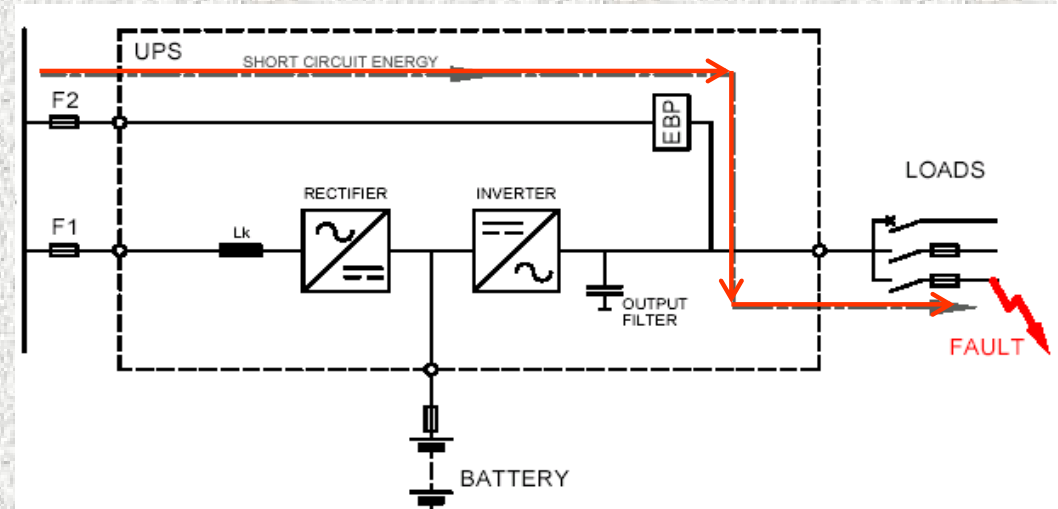 UPS
SHORT CIRCUIT ENERGY
F2
EBP
LOADS
RECTIFIER
INVERTER
F1
Lk
OUTPUT
FILTER
FAULT
BATTERY